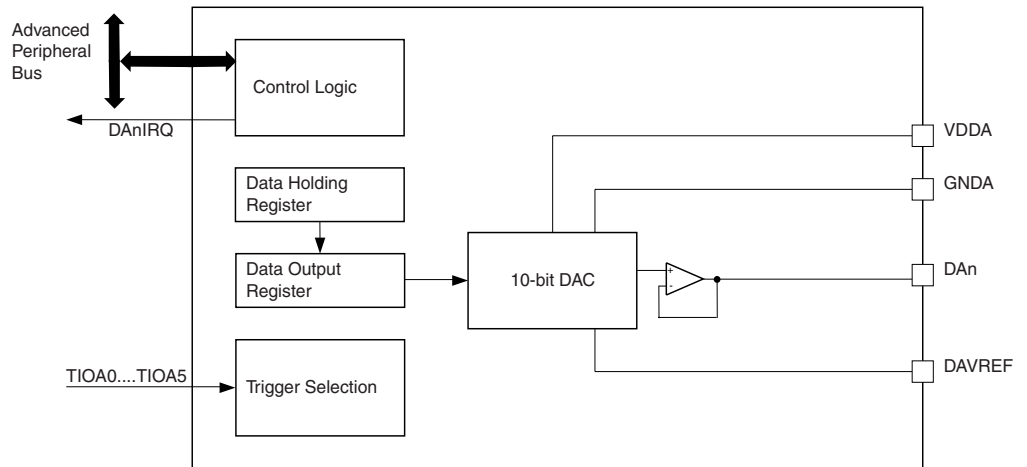 Advanced
Peripheral
Bus
Control Logic
DAnIRQ
VDDA
Data Holding
Register
GNDA
Data Output
Register
10-bit DAC
+
-
DAn
TIOA0....TIOA5
Trigger Selection
DAVREF